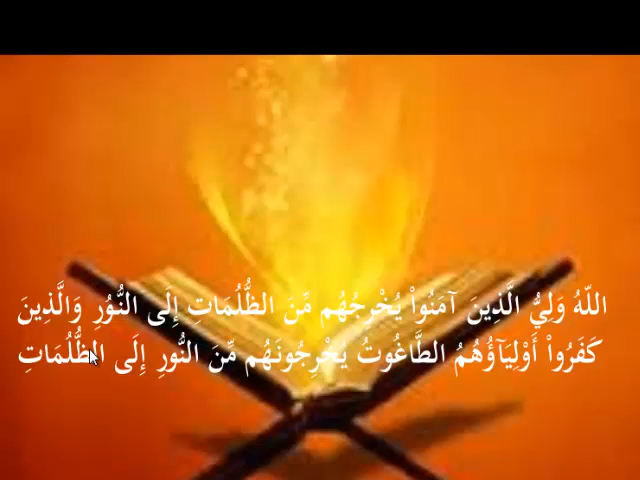 اللّهُ وَلِيُّ الَّذِينَ آمَنُواْ يُخْرِجُهُم مِّنَ الظُّلُمَاتِ إِلَى النُّوُرِ وَالَّذِينَ
كَفَرُواْ أَوْلِيَآؤُهُمُ الطَّاغُوتُ يُخْرِجُونَهُم مِّنَ النُّورِ إِلَى الظُّلُمَاتِ